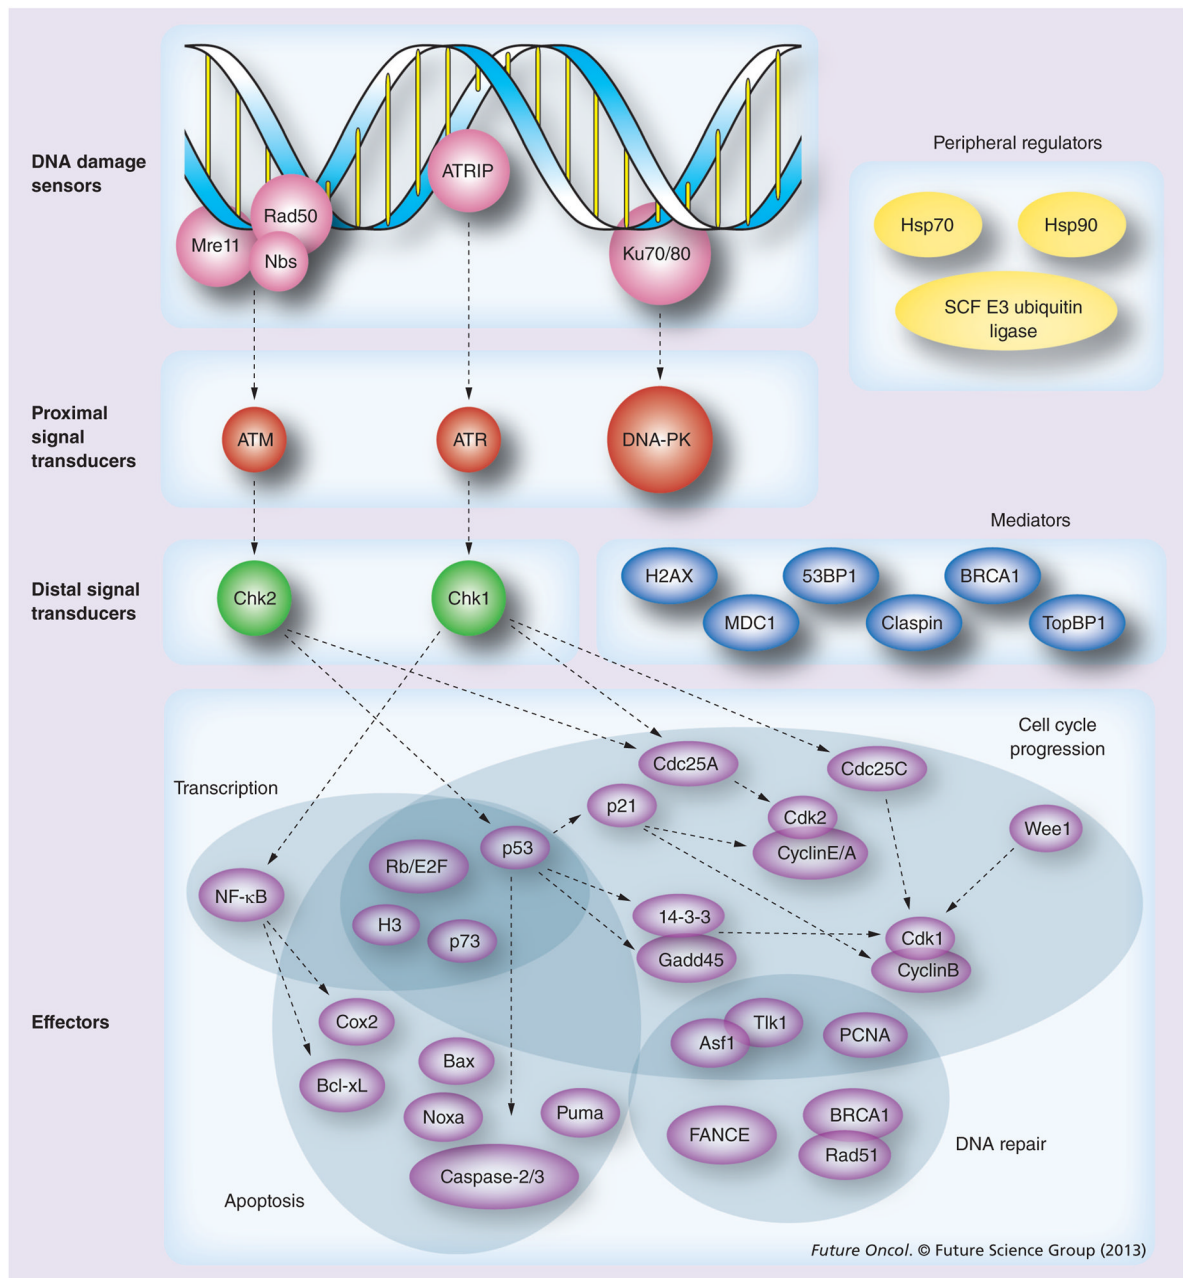 DNA damage
sensors
ATRIP
Rad50
Mre11
Nbs
Ku70/80
Peripheral regulators
Hsp70
Hsp90
SCF E3 ubiquitin
ligase
Proximal
signal
transducers
ATM
ATR
DNA-PK
Mediators
Distal signal
transducers
Chk2
Chk1
H2AX
53BP1
BRCA1
MDC1
Claspin
TopBP1
Cell cycle
progression
Transcription
Cdc25A
Cdc25C
p21
Cdk2
CyclinE/A
Wee1
p53
Rb/E2F
NF-κB
H3
p73
14-3-3
Gadd45
Cdk1
CyclinB
Effectors
Cox2
Tlk1
Asf1
PCNA
Bax
Bcl-xL
Noxa
Puma
FANCE
BRCA1
Rad51
DNA repair
Caspase-2/3
Apoptosis
Future Oncol. © Future Science Group (2013)